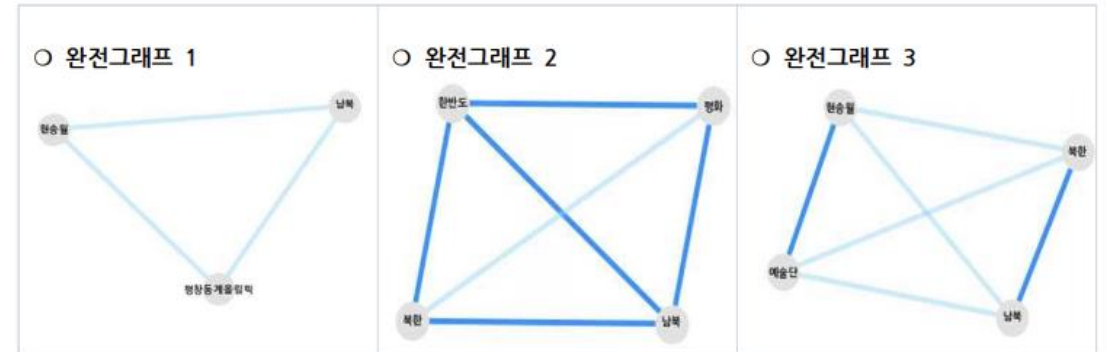 ❍ 완전그래프 1
남북
현송월
평창동계올림픽
❍ 완전그래프 2
한반도
평화
북한
남북
❍ 완전그래프 3
현송월
북한
예술단
남북